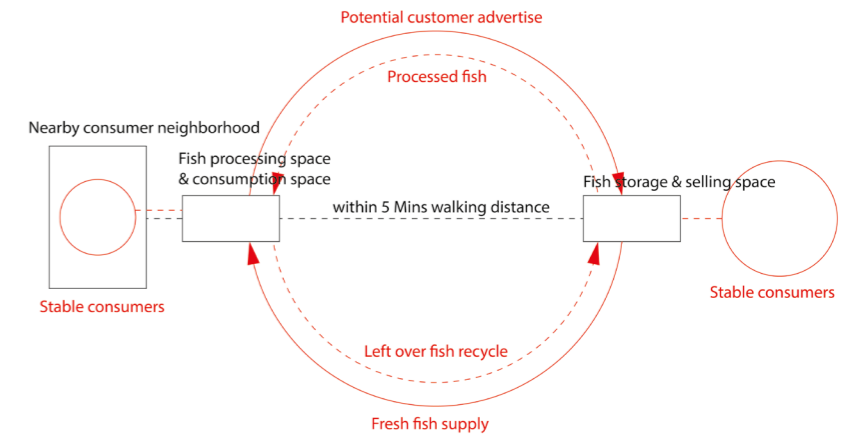 Potential customer advertise
Processed fish
Nearby consumer neighborhood
Fish processing space
& consumption space
Fish storage & selling space
within 5 Mins walking distance
Stable consumers
Stable consumers
Left over fish recycle
Fresh fish supply